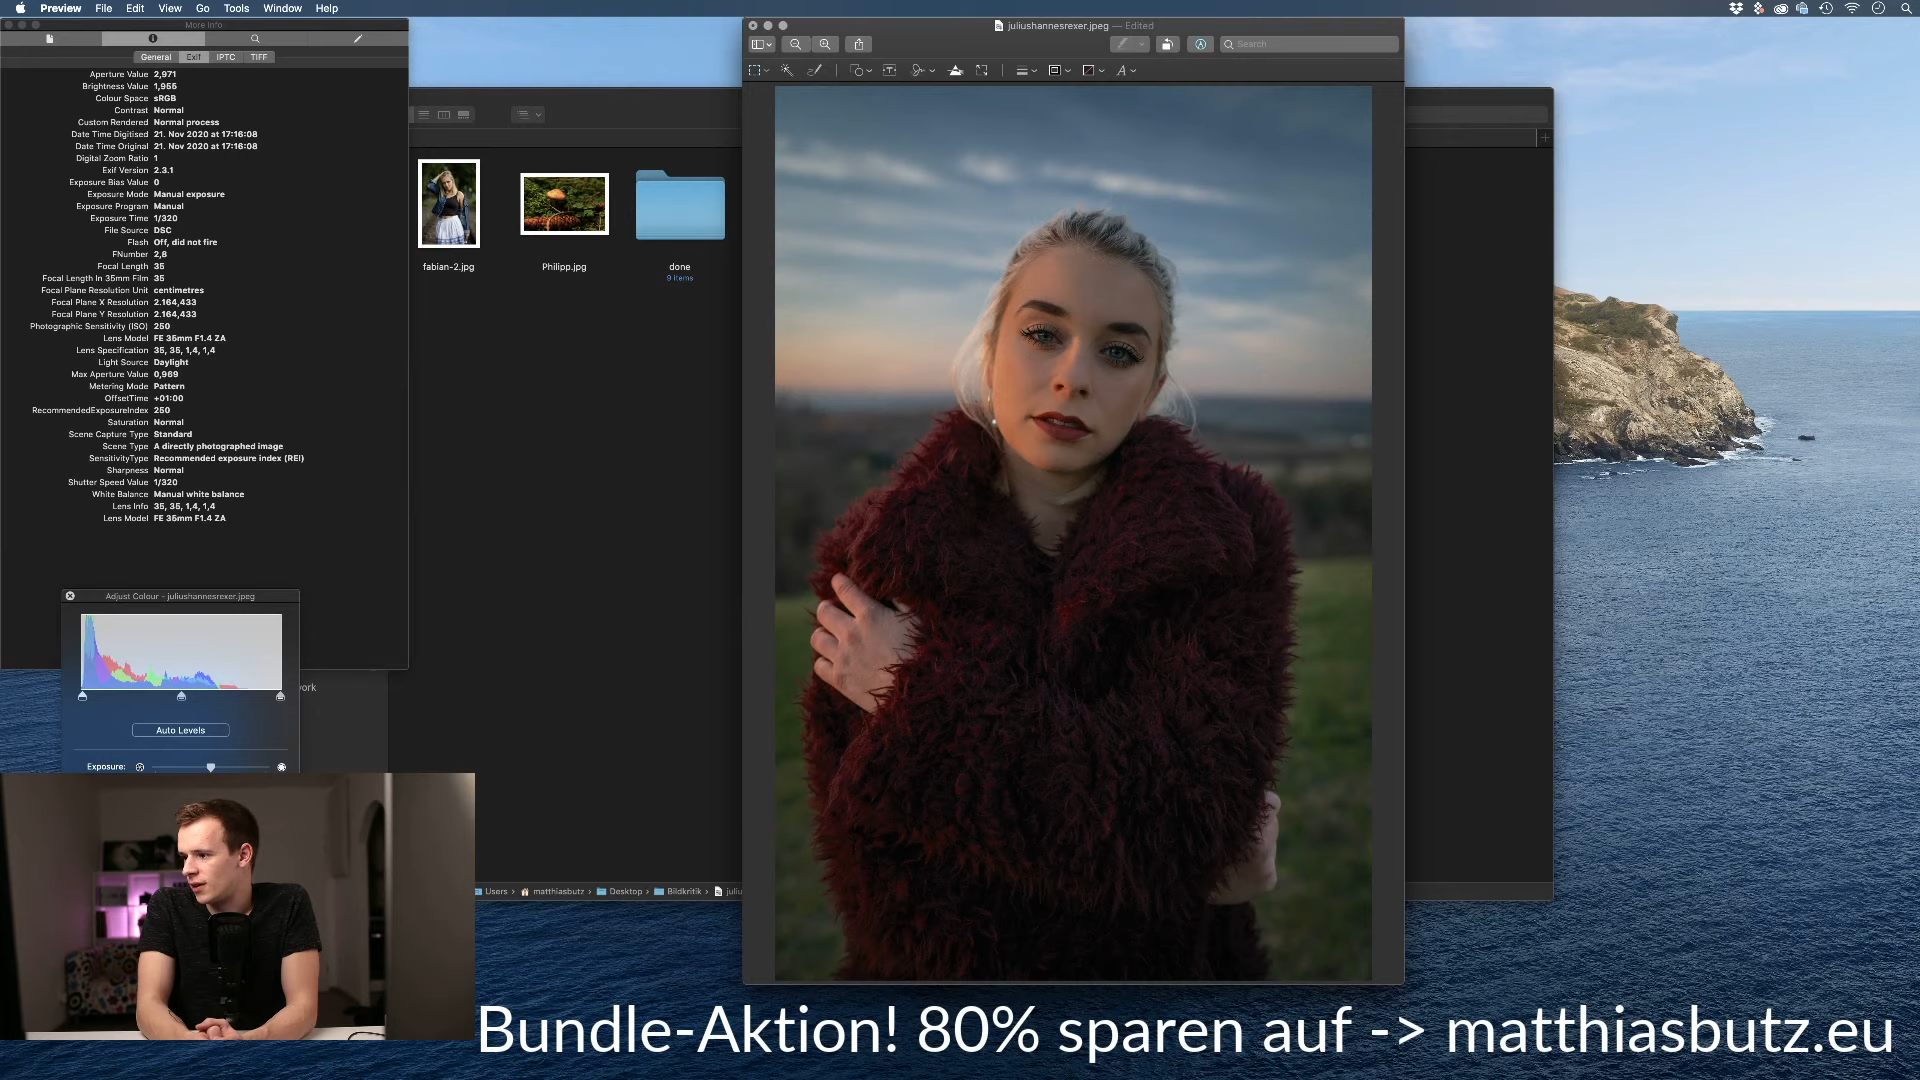 Preview File Edit View Go Tools Window Help
More Info
General Exif IPTC TIFF
Aperture Value 2,971
Brightness Value 1,955
Colour Space sRGB
Contrast Normal
Custom Rendered Normal process
Date Time Digitised 21. Nov 2020 at 17:16:08
Date Time Original 21. Nov 2020 at 17:16:08
Digital Zoom Ratio 1
Exif Version 2.3.1
Exposure Bias Value 0
Exposure Mode Manual exposure
Exposure Program Manual
Exposure Time 1/320
File Source DSC
Flash Off, did not fire
FNumber 2,8
Focal Length 35
Focal Length In 35mm Film 35
Focal Plane Resolution Unit centimetres
Focal Plane X Resolution 2.164,433
Focal Plane Y Resolution 2.164,433
Photographic Sensitivity (ISO) 250
Lens Model FE 35mm F1.4 ZA
Lens Specification 35, 35, 1,4, 1,4
Light Source Daylight
Max Aperture Value 0,969
Metering Mode Pattern
OffsetTime +01:00
RecommendedExposureIndex 250
Saturation Normal
Scene Capture Type Standard
Scene Type A directly photographed image
SensitivityType Recommended exposure index (REI)
Sharpness Normal
Shutter Speed Value 1/320
White Balance Manual white balance
Lens Info 35, 35, 1,4, 1,4
Lens Model FE 35mm F1.4 ZA
Adjust Colour - juliushannesrexer.jpeg
Auto Levels
Exposure:
ork
fabian-2.jpg
Philipp.jpg
done
9 items
Users › matthiasbutz › Desktop › Bildkritik › juliu
juliushannesrexer.jpeg — Edited
Search
Bundle-Aktion! 80% sparen auf -> matthiasbutz.eu